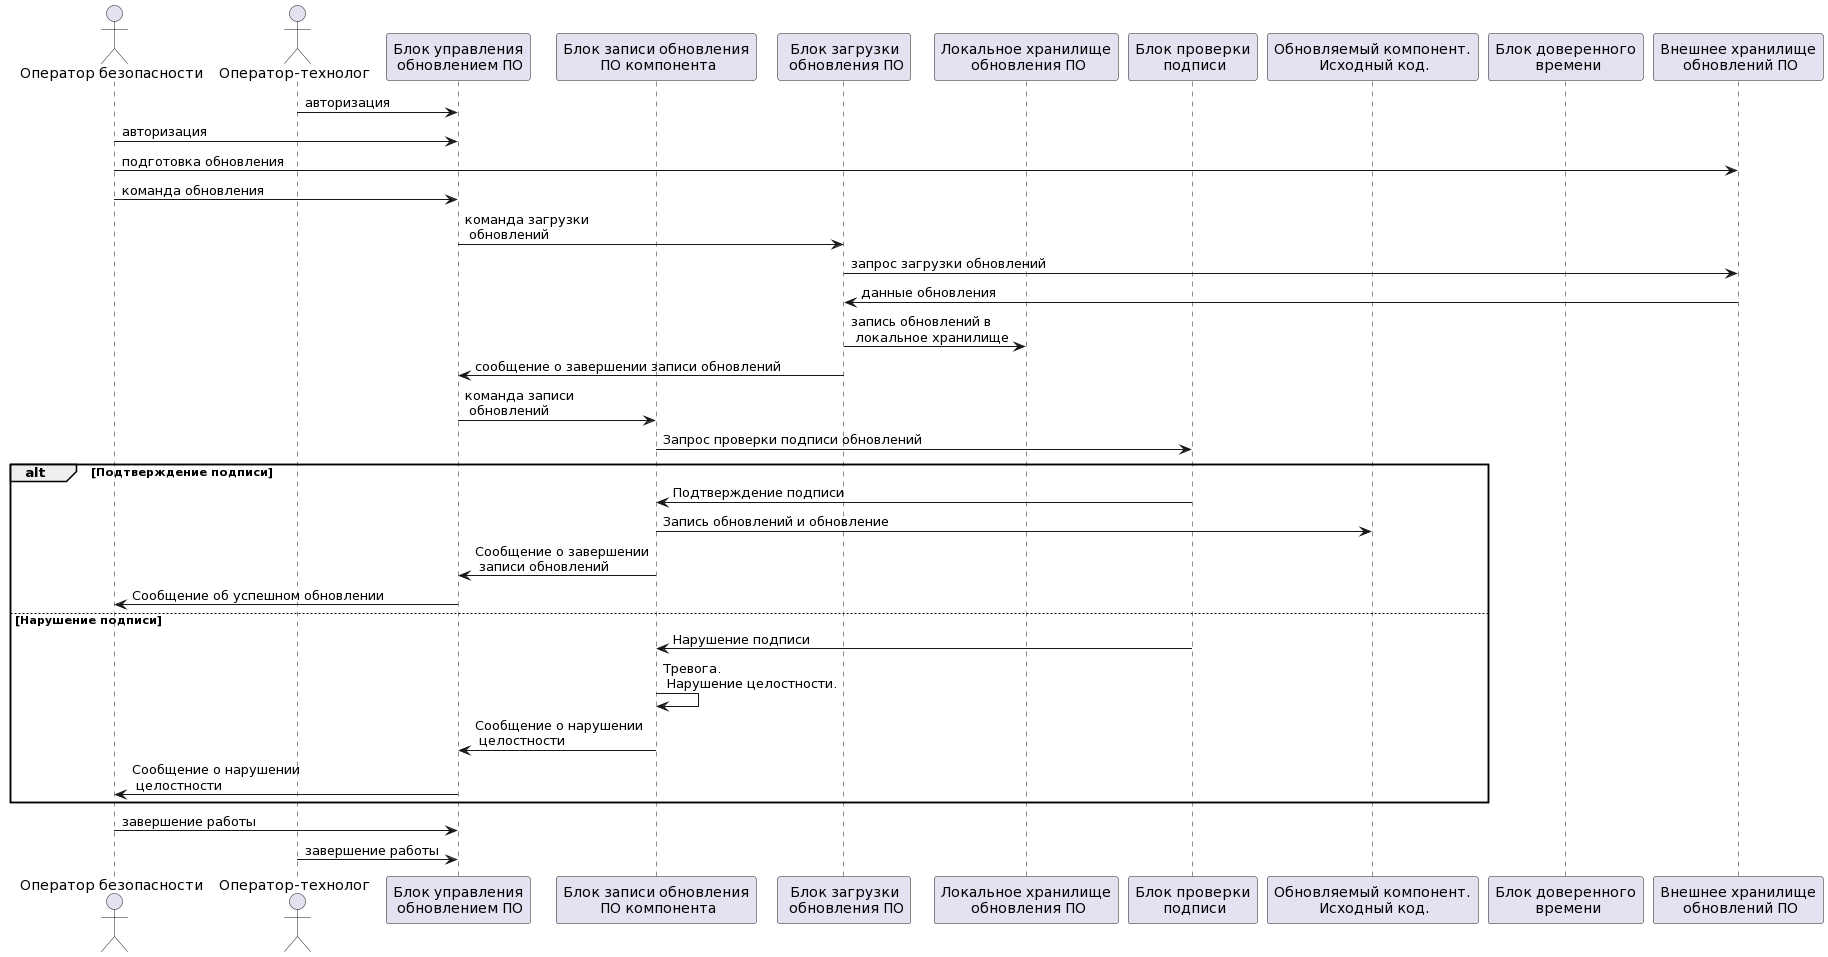 Оператор безопасности
Оператор-технолог
Блок управления
обновлением ПО
Блок записи обновления
ПО компонента
Блок загрузки
обновления ПО
Локальное хранилище
обновления ПО
Блок проверки
подписи
Обновляемый компонент.
Исходный код.
Блок доверенного
времени
Внешнее хранилище
обновлений ПО
авторизация
авторизация
подготовка обновления
команда обновления
команда загрузки
обновлений
запрос загрузки обновлений
данные обновления
запись обновлений в
локальное хранилище
сообщение о завершении записи обновлений
команда записи
обновлений
Запрос проверки подписи обновлений
alt [Подтверждение подписи]
Подтверждение подписи
Запись обновлений и обновление
Сообщение о завершении
записи обновлений
Сообщение об успешном обновлении
[Нарушение подписи]
Нарушение подписи
Тревога.
Нарушение целостности.
Сообщение о нарушении
целостности
Сообщение о нарушении
целостности
завершение работы
завершение работы
Оператор безопасности
Оператор-технолог
Блок управления
обновлением ПО
Блок записи обновления
ПО компонента
Блок загрузки
обновления ПО
Локальное хранилище
обновления ПО
Блок проверки
подписи
Обновляемый компонент.
Исходный код.
Блок доверенного
времени
Внешнее хранилище
обновлений ПО